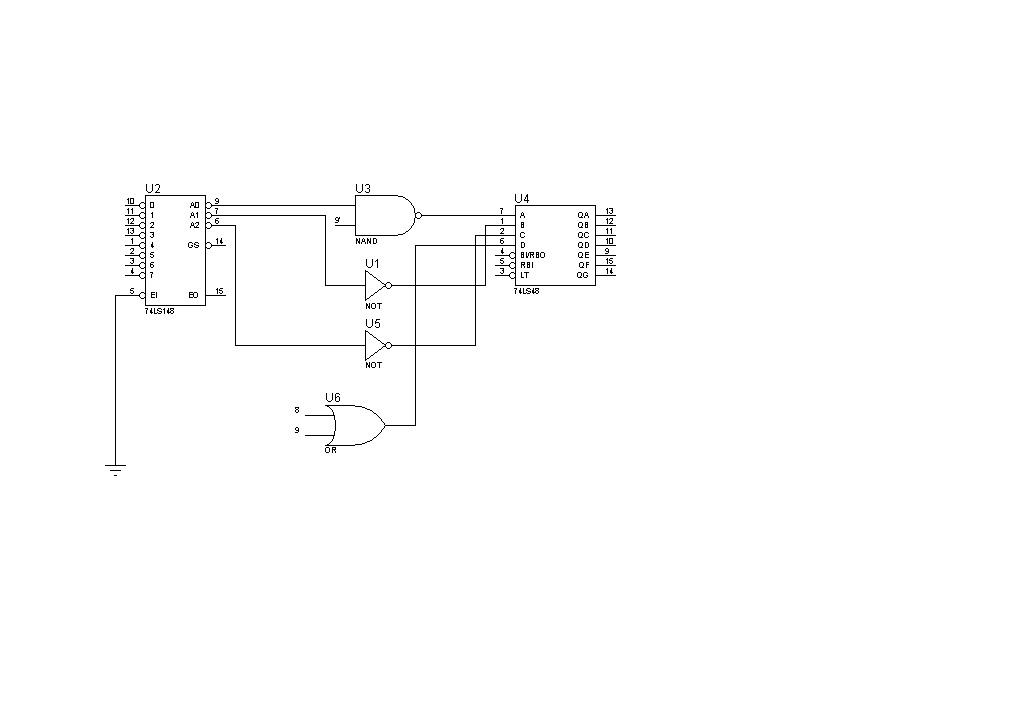 U2
10 0 A0 9
11 1 A1 7
12 2 A2 6
13 3
1 4 GS 14
2 5
3 6
4 7
5 EI EO 15
74LS148
U3
9'
NAND
U1
NOT
U5
NOT
U6
8
9
OR
U4
7 A QA 13
1 B QB 12
2 C QC 11
6 D QD 10
4 BI/RBO QE 9
5 RBI QF 15
3 LT QG 14
74LS48